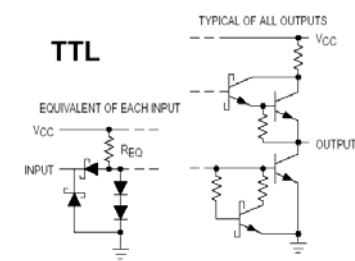 TYPICAL OF ALL OUTPUTS
VCC
TTL
EQUIVALENT OF EACH INPUT
VCC
REQ
INPUT
OUTPUT